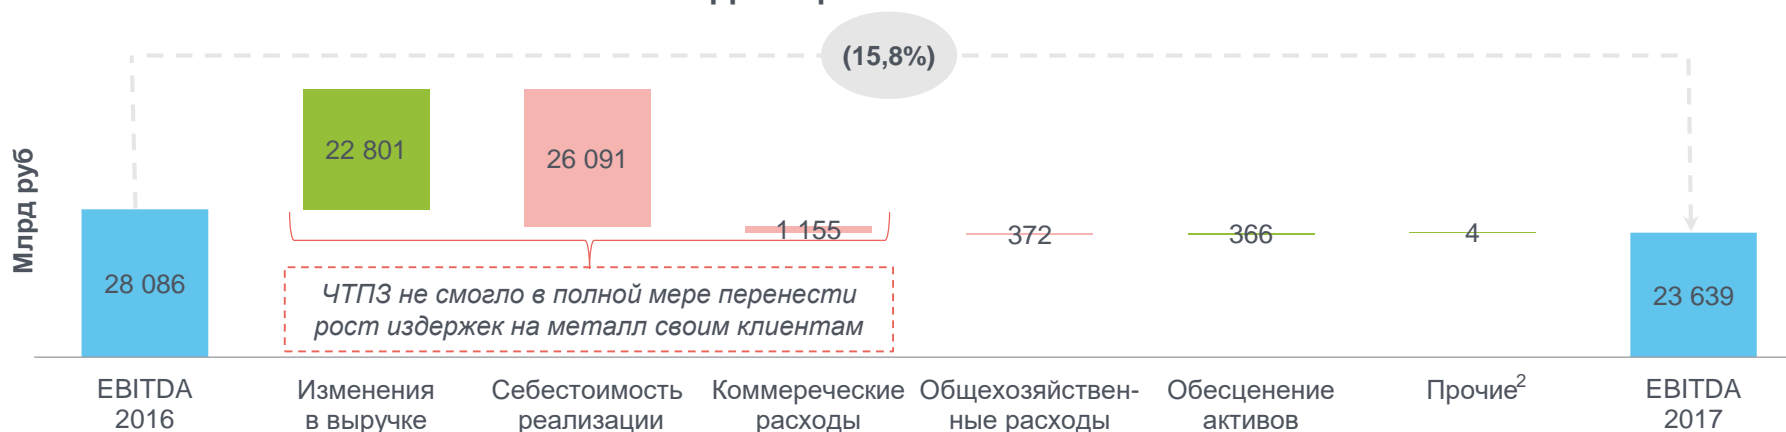 (15,8%)
Млрд руб
28 086
22 801
26 091
1 155
372
366
4
23 639
ЧТПЗ не смогло в полной мере перенести
рост издержек на металл своим клиентам
EBITDA
2016
Изменения
в выручке
Себестоимость
реализации
Коммереческие
расходы
Общехозяйствен-
ные расходы
Обесценение
активов
Прочие²
EBITDA
2017